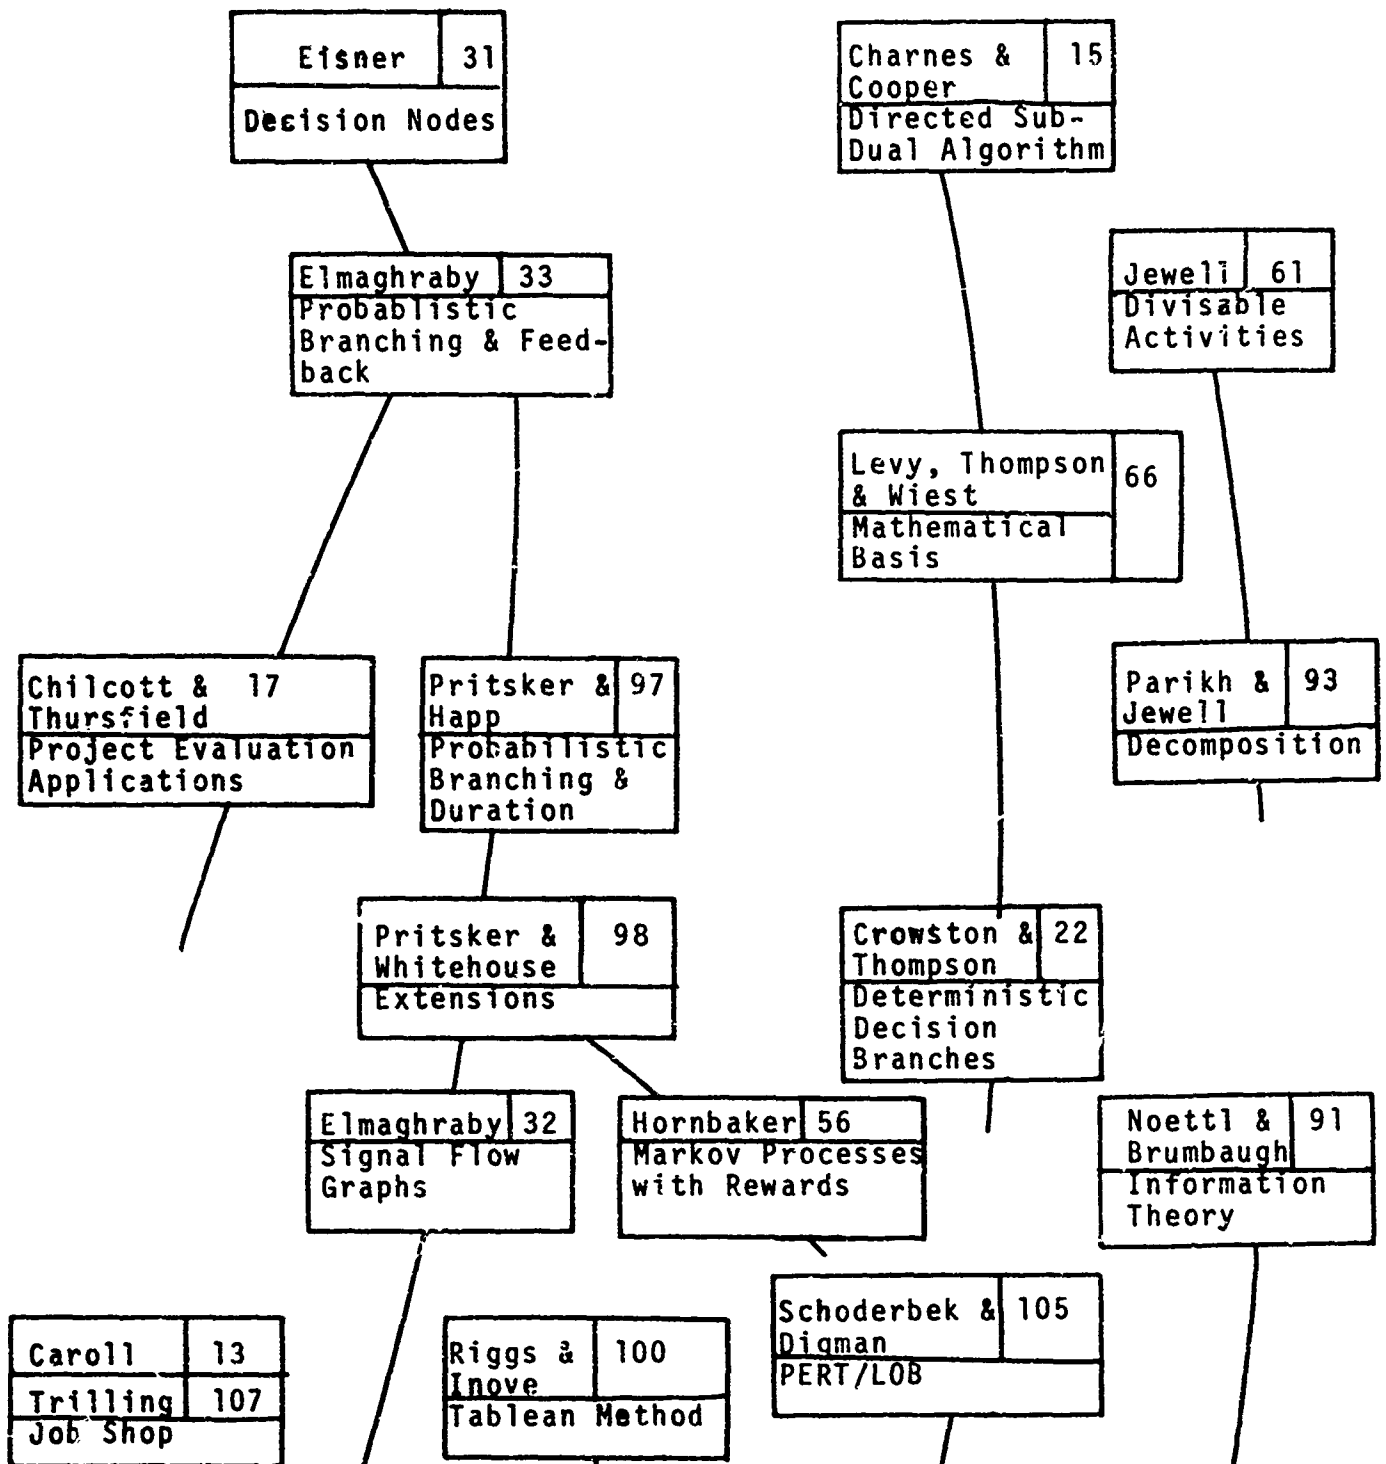 Eisner 31
Decision Nodes
Charnes & 15
Cooper
Directed Sub-
Dual Algorithm
Elmaghraby 33
Probablistic
Branching & Feed-
back
Jewell 61
Divisable
Activities
Levy, Thompson 66
& Wiest
Mathematical
Basis
Chilcott & 17
Thursfield
Project Evaluation
Applications
Pritsker & 97
Happ
Probabilistic
Branching &
Duration
Parikh & 93
Jewell
Decomposition
Pritsker & 98
Whitehouse
Extensions
Crowston & 22
Thompson
Deterministic
Decision
Branches
Elmaghraby 32
Signal Flow
Graphs
Hornbaker 56
Markov Processes
with Rewards
Noettl & 91
Brumbaugh
Information
Theory
Schoderbek & 105
Digman
PERT/LOB
Caroll 13
Trilling 107
Job Shop
Riggs & 100
Inove
Tablean Method